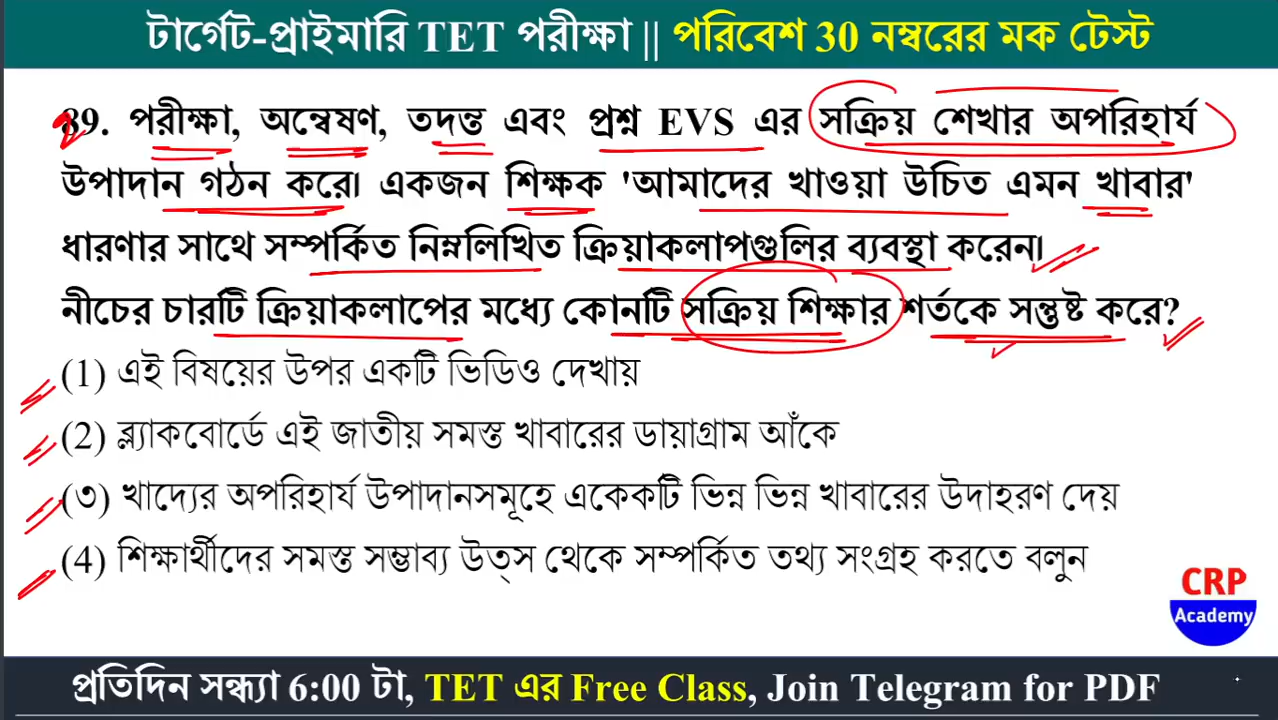 টার্গেট-প্রাইমারি TET পরীক্ষা || পরিবেশ 30 নম্বরের মক টেস্ট
89. পরীক্ষা, অন্বেষণ, তদন্ত এবং প্রশ্ন EVS এর সক্রিয় শেখার অপরিহার্য
উপাদান গঠন করে। একজন শিক্ষক 'আমাদের খাওয়া উচিত এমন খাবার'
ধারণার সাথে সম্পর্কিত নিম্নলিখিত ক্রিয়াকলাপগুলির ব্যবস্থা করেন।
নীচের চারটি ক্রিয়াকলাপের মধ্যে কোনটি সক্রিয় শিক্ষার শর্তকে সন্তুষ্ট করে?
(1) এই বিষয়ের উপর একটি ভিডিও দেখায়
(2) ব্ল্যাকবোর্ডে এই জাতীয় সমস্ত খাবারের ডায়াগ্রাম আঁকে
(৩) খাদ্যের অপরিহার্য উপাদানসমূহে একেকটি ভিন্ন ভিন্ন খাবারের উদাহরণ দেয়
(4) শিক্ষার্থীদের সমস্ত সম্ভাব্য উত্স থেকে সম্পর্কিত তথ্য সংগ্রহ করতে বলুন
CRP
Academy
প্রতিদিন সন্ধ্যা 6:00 টা, TET এর Free Class, Join Telegram for PDF